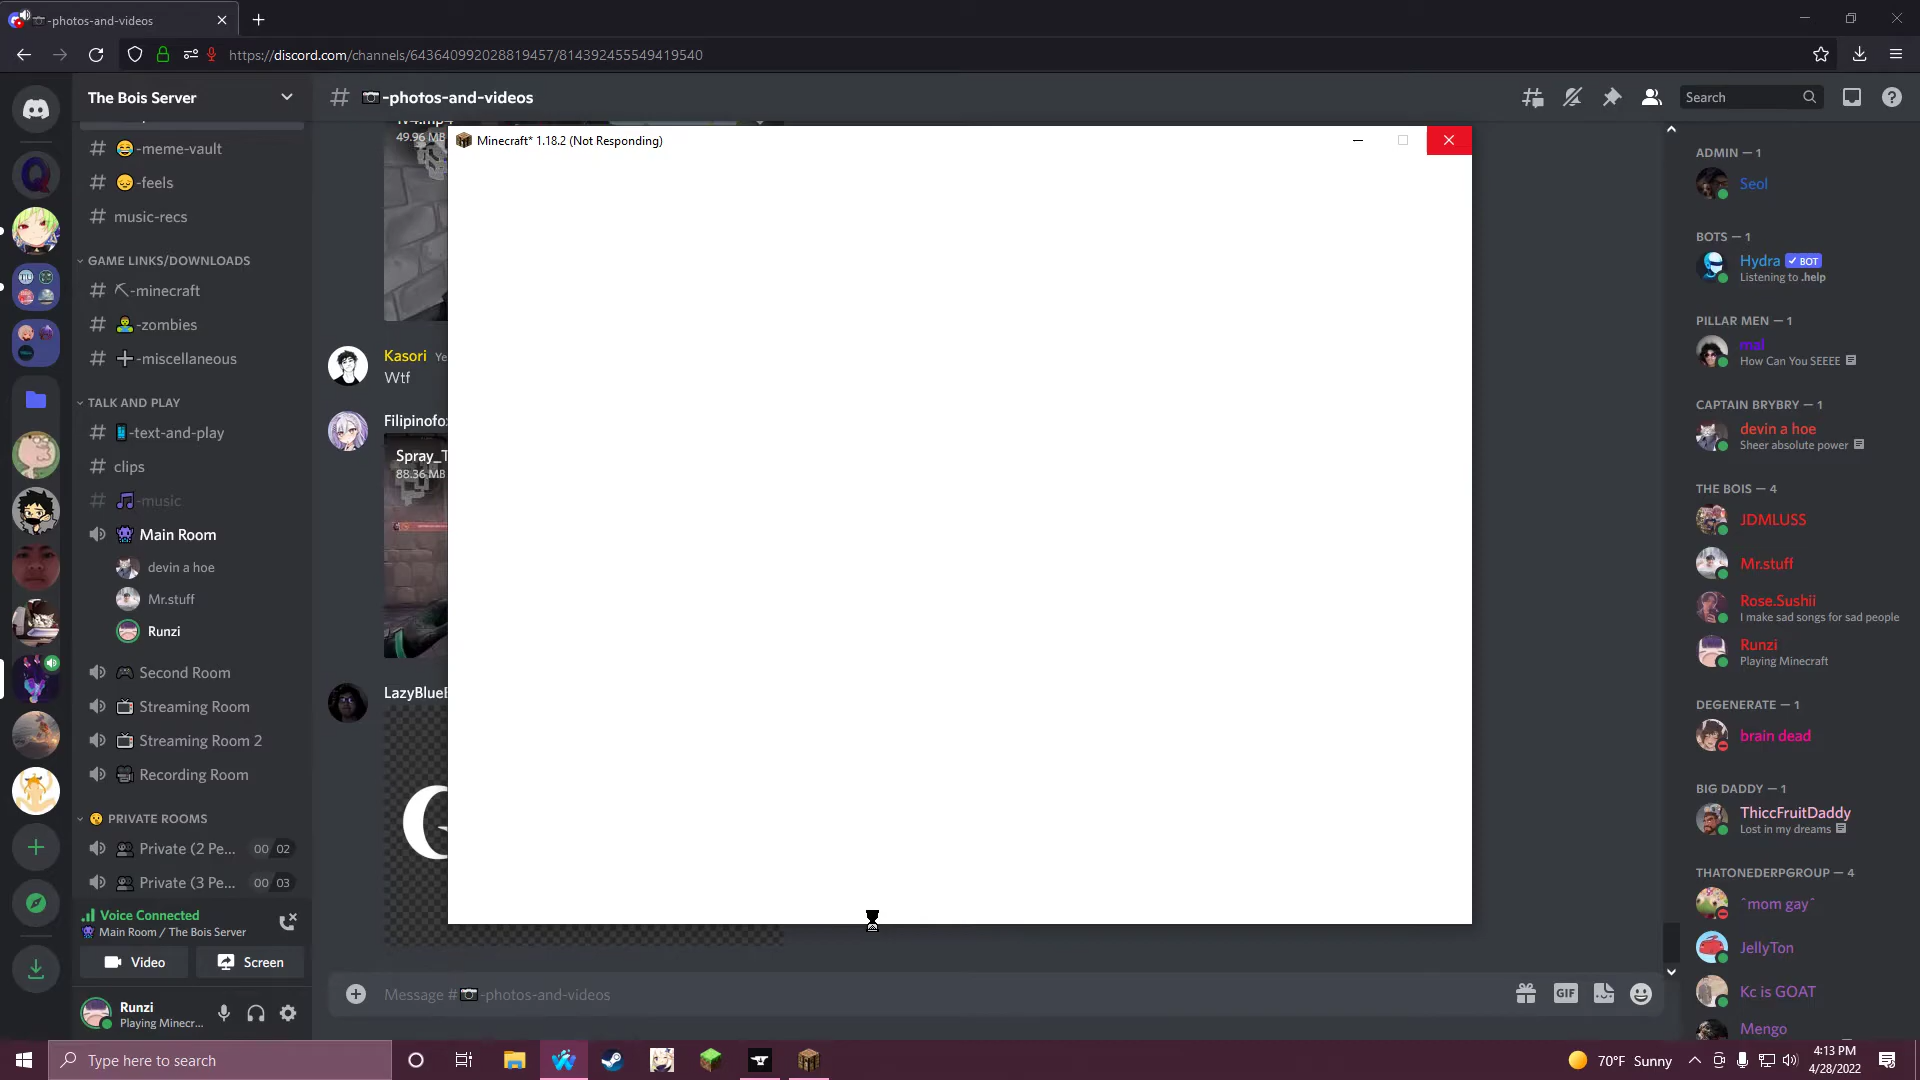 -photos-and-videos
https://discord.com/channels/643640992028819457/814392455549419540
The Bois Server
-photos-and-videos
Search
-meme-vault
-feels
music-recs
GAME LINKS/DOWNLOADS
-minecraft
-zombies
-miscellaneous
TALK AND PLAY
-text-and-play
clips
-music
Main Room
devin a hoe
Mr.stuff
Runzi
Second Room
Streaming Room
Streaming Room 2
Recording Room
PRIVATE ROOMS
Private (2 Pe... 00 02
Private (3 Pe... 00 03
Voice Connected
Main Room / The Bois Server
Video
Screen
Runzi
Playing Minecr...
49.96 MB
Kasori Ye
Wtf
Filipinofo
Spray_T
88.36 MB
LazyBlue
Message # -photos-and-videos
GIF
Minecraft* 1.18.2 (Not Responding)
ADMIN — 1
Seol
BOTS — 1
Hydra ✓ BOT
Listening to .help
PILLAR MEN — 1
mal
How Can You SEEEE
CAPTAIN BRYBRY — 1
devin a hoe
Sheer absolute power
THE BOIS — 4
JDMLUSS
Mr.stuff
Rose.Sushii
I make sad songs for sad people
Runzi
Playing Minecraft
DEGENERATE — 1
brain dead
BIG DADDY — 1
ThiccFruitDaddy
Lost in my dreams
THATONEDERPGROUP — 4
^mom gay^
JellyTon
Kc is GOAT
Mengo
Type here to search
70°F Sunny
4:13 PM
4/28/2022